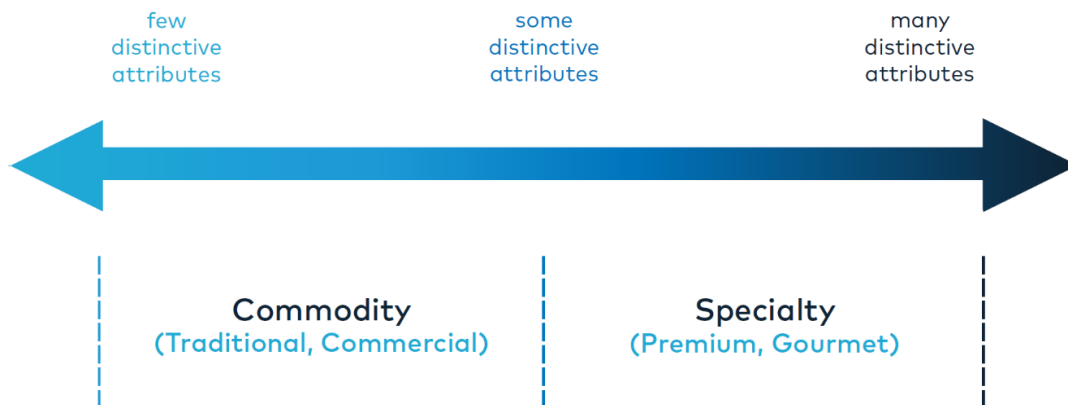 few
distinctive
attributes
some
distinctive
attributes
many
distinctive
attributes
Commodity
(Traditional, Commercial)
Specialty
(Premium, Gourmet)